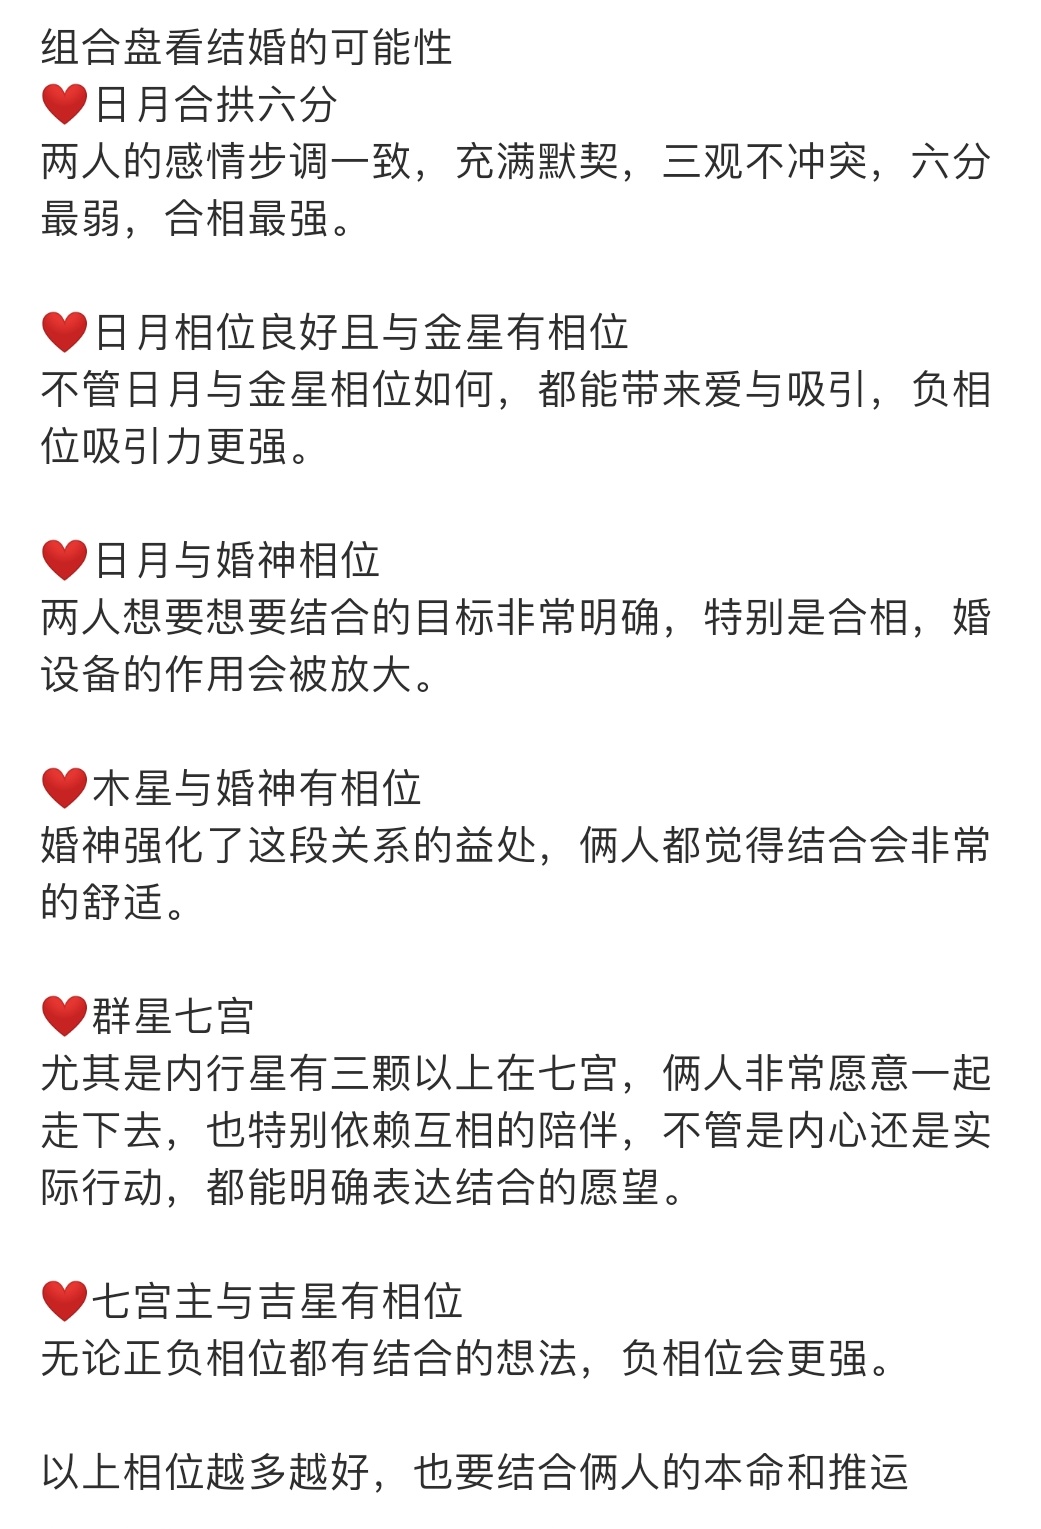 组合盘看结婚的可能性
❤️日月合拱六分
两人的感情步调一致，充满默契，三观不冲突，六分
最弱，合相最强。
❤️日月相位良好且与金星有相位
不管日月与金星相位如何，都能带来爱与吸引，负相
位吸引力更强。
❤️日月与婚神相位
两人想要想要结合的目标非常明确，特别是合相，婚
设备的作用会被放大。
❤️木星与婚神有相位
婚神强化了这段关系的益处，俩人都觉得结合会非常
的舒适。
❤️群星七宫
尤其是内行星有三颗以上在七宫，俩人非常愿意一起
走下去，也特别依赖互相的陪伴，不管是内心还是实
际行动，都能明确表达结合的愿望。
❤️七宫主与吉星有相位
无论正负相位都有结合的想法，负相位会更强。
以上相位越多越好，也要结合俩人的本命和推运